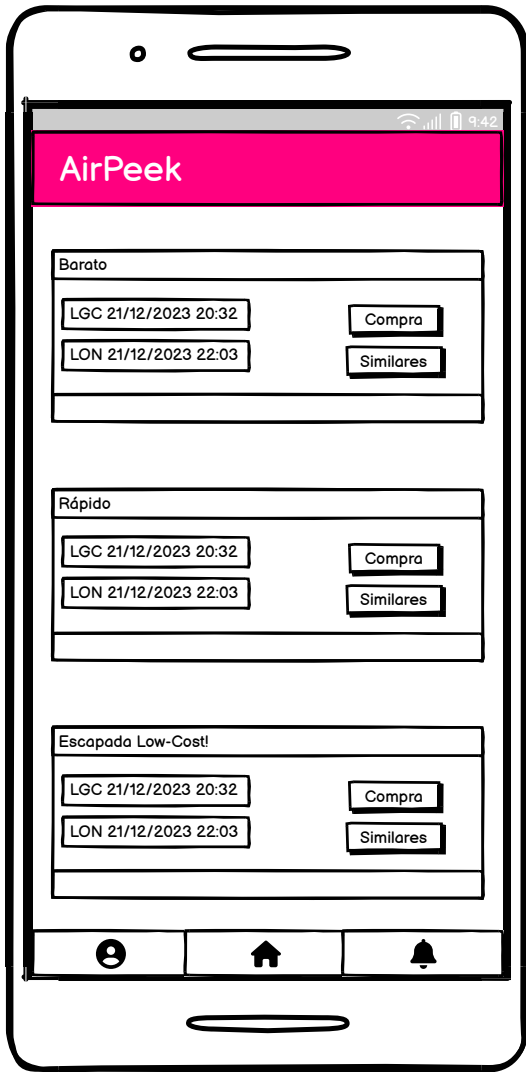 9:42
AirPeek
Barato
LGC 21/12/2023 20:32
Compra
LON 21/12/2023 22:03
Similares
Rápido
LGC 21/12/2023 20:32
Compra
LON 21/12/2023 22:03
Similares
Escapada Low-Cost!
LGC 21/12/2023 20:32
Compra
LON 21/12/2023 22:03
Similares